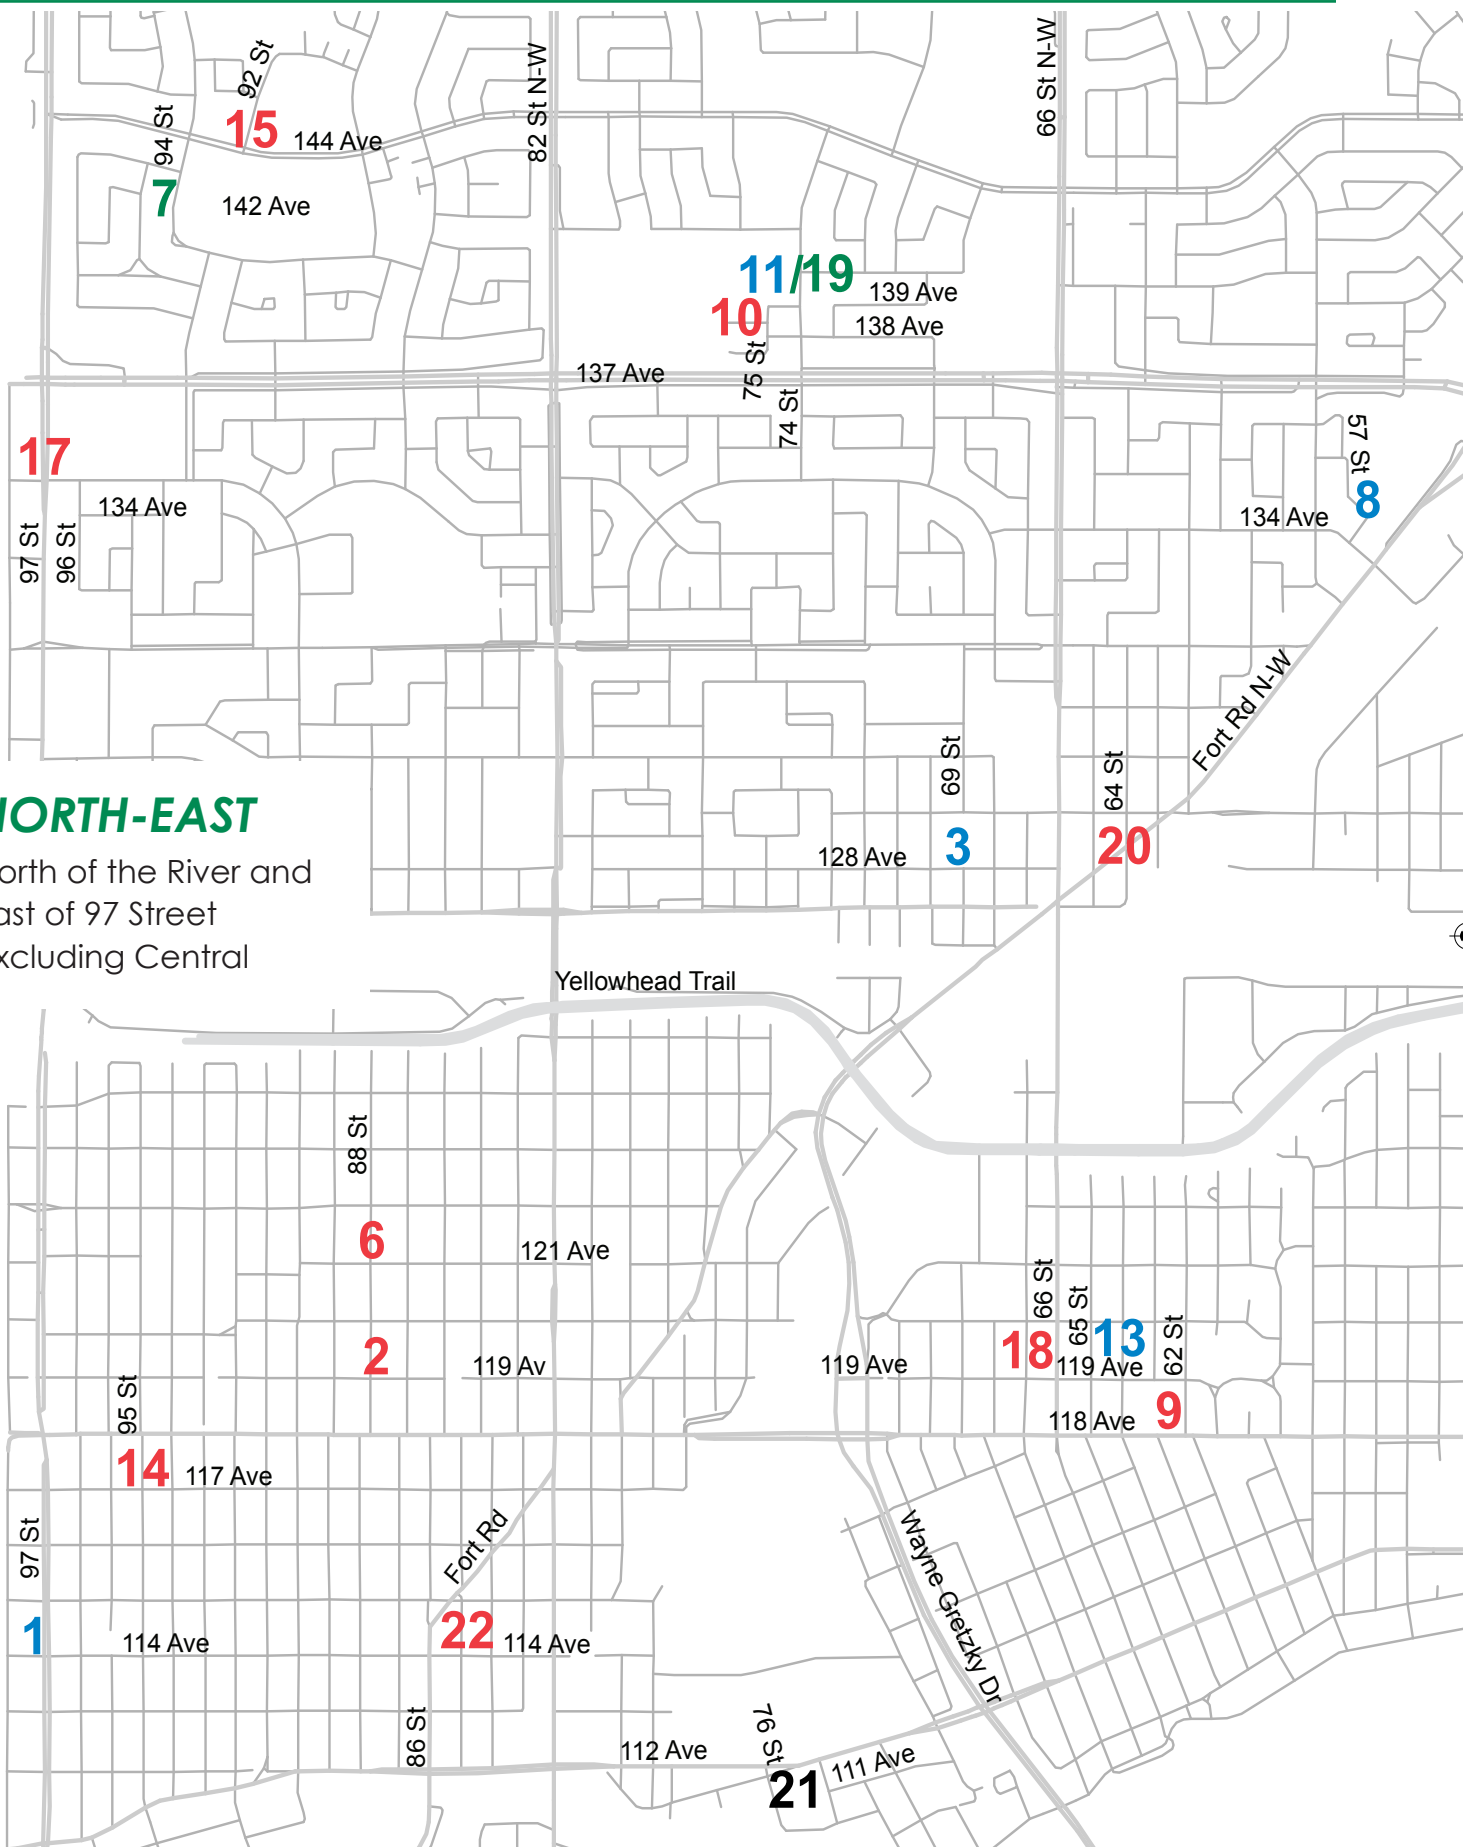 92 St
82 St N-W
66 St N-W
94 St
15
144 Ave
7
142 Ave
11/19
139 Ave
10
138 Ave
75 St
137 Ave
74 St
57 St
17
8
134 Ave
134 Ave
97 St
96 St
Fort Rd N-W
69 St
64 St
NORTH-EAST
3
20
128 Ave
orth of the River and
ast of 97 Street
xcluding Central
Yellowhead Trail
88 St
6
121 Ave
66 St
65 St
13
62 St
2
18
119 Av
119 Ave
119 Ave
95 St
9
118 Ave
14
117 Ave
97 St
Fort Rd
Wayne Gretzky Dr
1
114 Ave
22
114 Ave
86 St
76 St
112 Ave
111 Ave
21